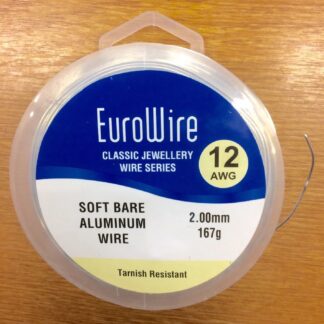 EuroWire
CLASSIC JEWELLERY
WIRE SERIES
12
AWG
SOFT BARE
ALUMINUM
WIRE
2.00mm
167g
Tarnish Resistant